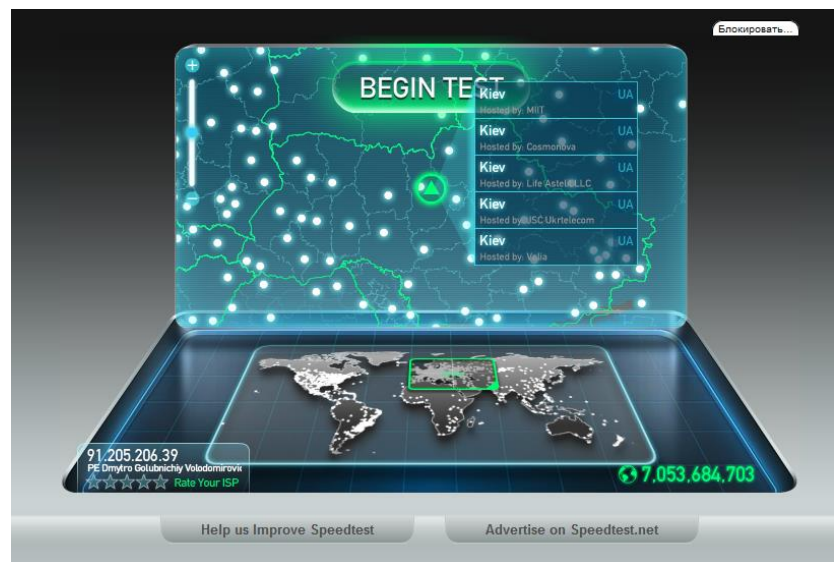 Блокировать...
BEGIN TEST
Kiev UA
Hosted by: MIIT
Kiev UA
Hosted by: Cosmonova
Kiev UA
Hosted by: Life Astelit LLC
Kiev UA
Hosted by: JSC Ukrtelecom
Kiev UA
Hosted by: Volia
91.205.206.39
PE Dmytro Golubnichiy Volodomirovic
Rate Your ISP
7,053,684,703
Help us Improve Speedtest
Advertise on Speedtest.net